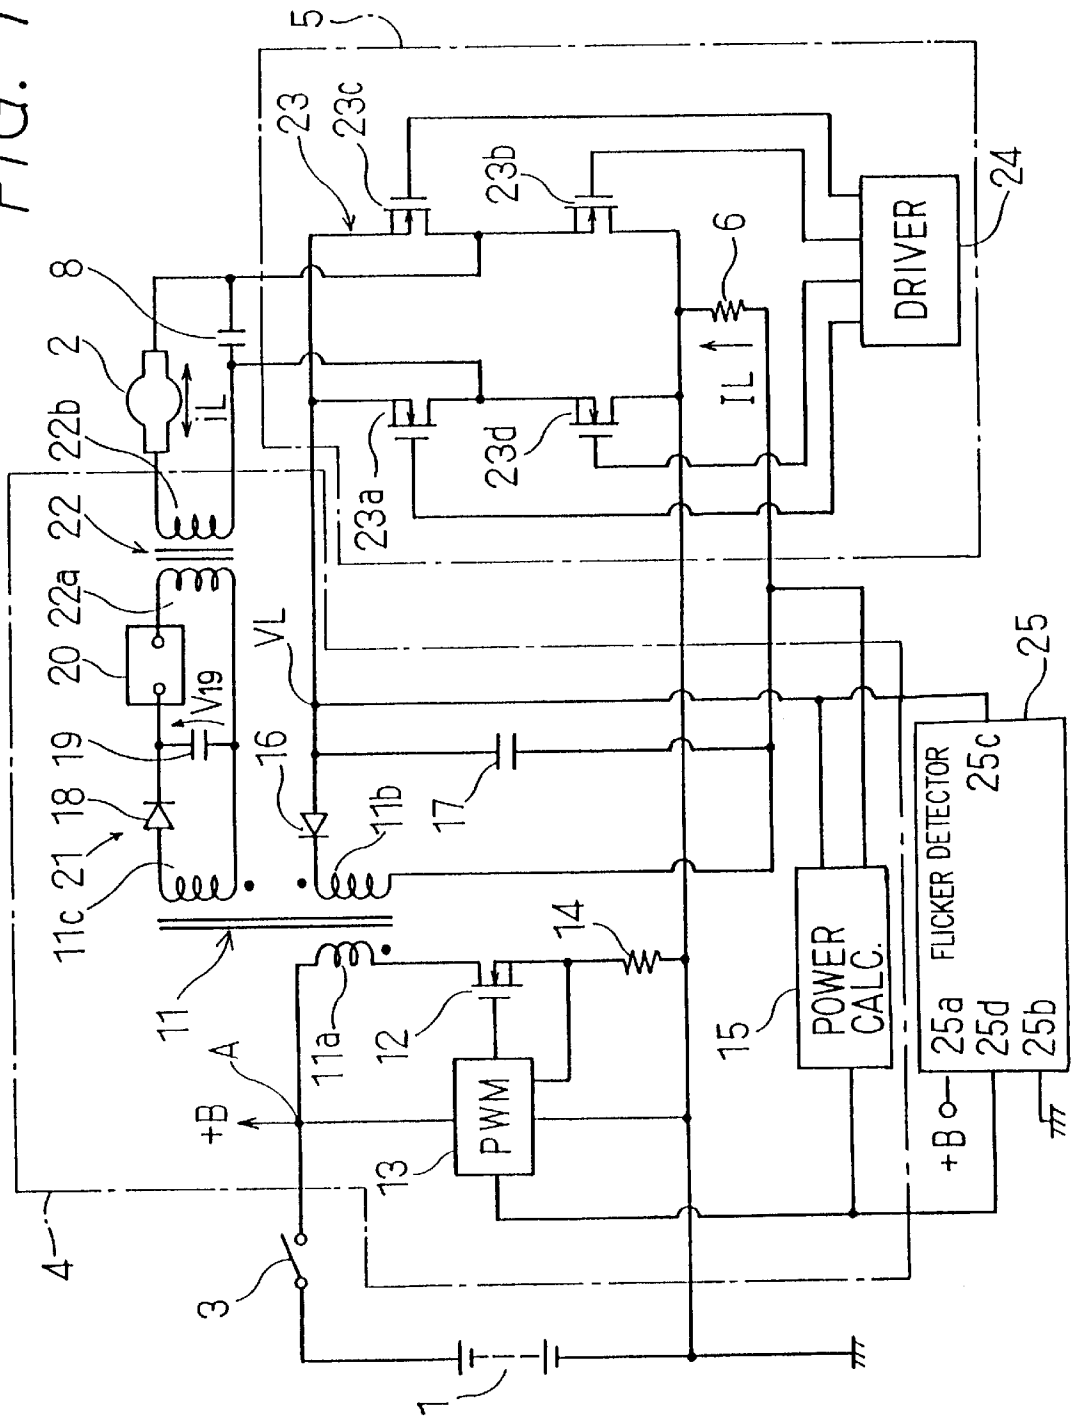 FIG. 1
4
3
1
+B
A
11
11a
11c
21
18
19
V19
20
22a
22
22b
2
iL
8
5
23
23c
23b
23a
23d
VL
16
11b
17
12
13
PWM
14
6
IL
15
POWER
CALC.
DRIVER
24
FLICKER DETECTOR
25
25a
25d
25b
25c
+B